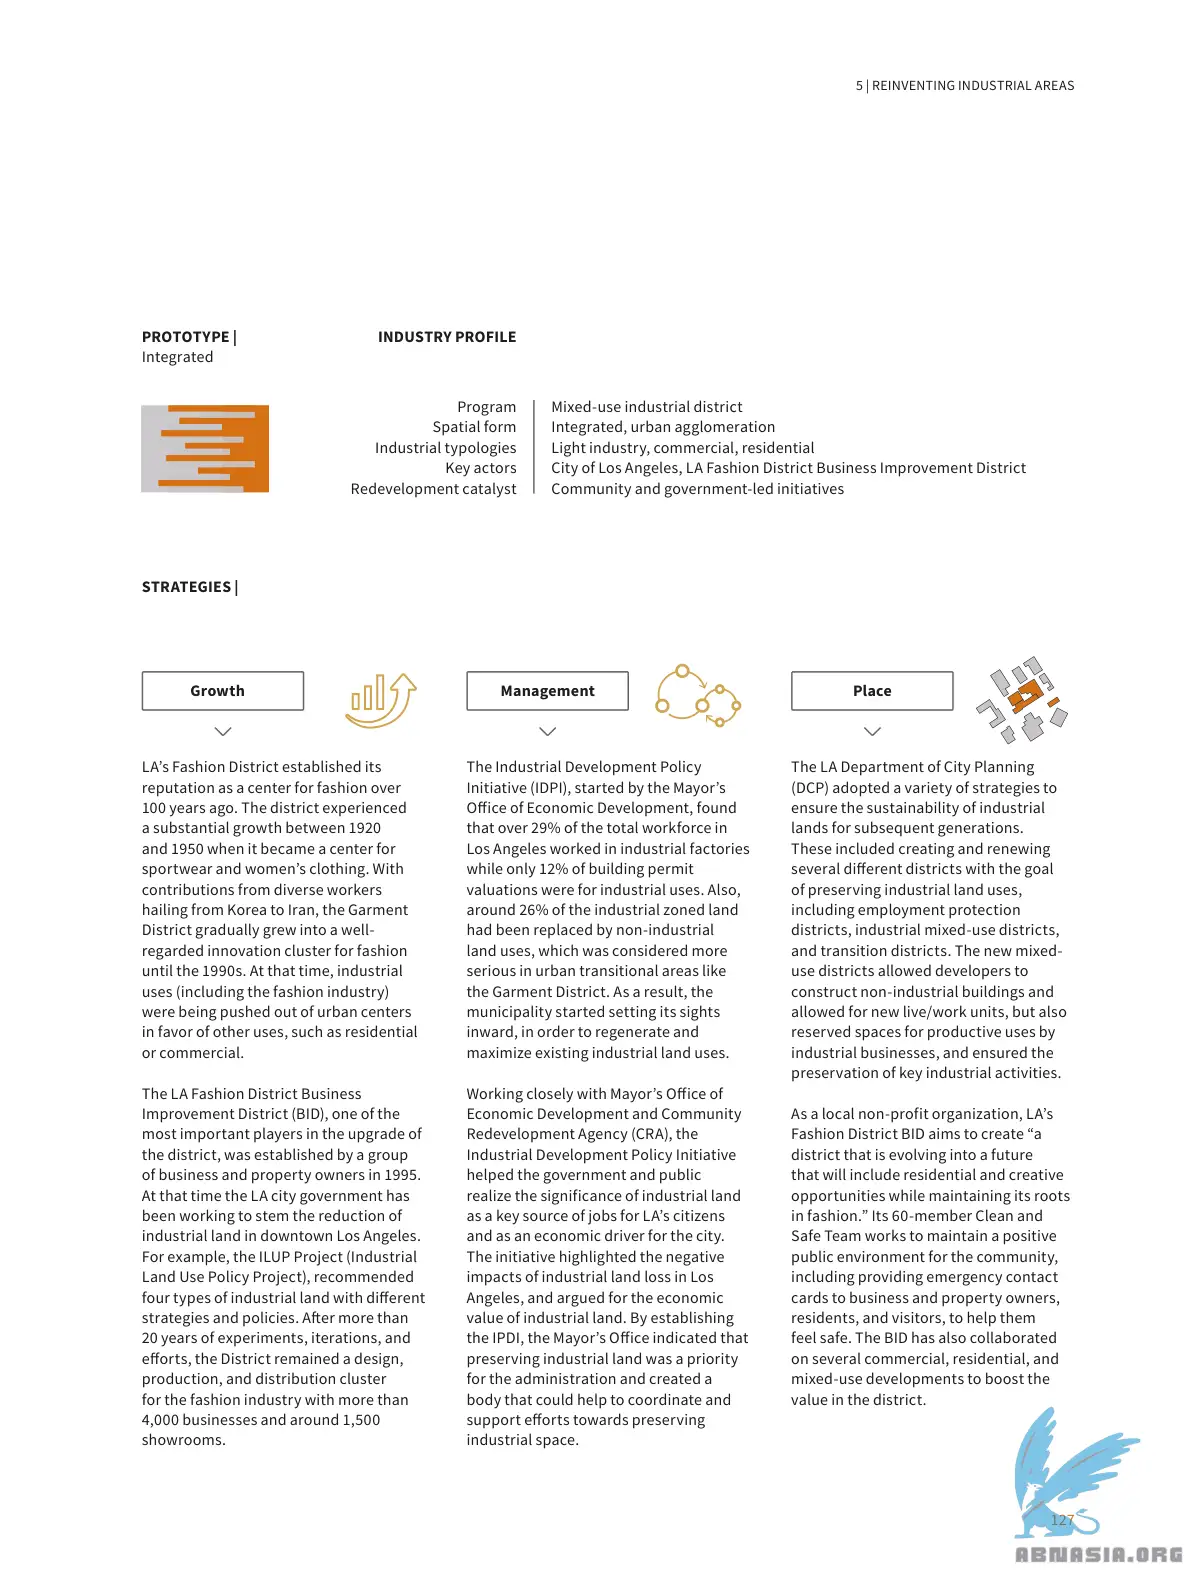 5 | REINVENTING INDUSTRIAL AREAS
PROTOTYPE |
Integrated
INDUSTRY PROFILE
Program Mixed-use industrial district
Spatial form Integrated, urban agglomeration
Industrial typologies Light industry, commercial, residential
Key actors City of Los Angeles, LA Fashion District Business Improvement District
Redevelopment catalyst Community and government-led initiatives
STRATEGIES |
Growth
LA’s Fashion District established its
reputation as a center for fashion over
100 years ago. The district experienced
a substantial growth between 1920
and 1950 when it became a center for
sportwear and women’s clothing. With
contributions from diverse workers
hailing from Korea to Iran, the Garment
District gradually grew into a well-
regarded innovation cluster for fashion
until the 1990s. At that time, industrial
uses (including the fashion industry)
were being pushed out of urban centers
in favor of other uses, such as residential
or commercial.
The LA Fashion District Business
Improvement District (BID), one of the
most important players in the upgrade of
the district, was established by a group
of business and property owners in 1995.
At that time the LA city government has
been working to stem the reduction of
industrial land in downtown Los Angeles.
For example, the ILUP Project (Industrial
Land Use Policy Project), recommended
four types of industrial land with different
strategies and policies. After more than
20 years of experiments, iterations, and
efforts, the District remained a design,
production, and distribution cluster
for the fashion industry with more than
4,000 businesses and around 1,500
showrooms.
Management
The Industrial Development Policy
Initiative (IDPI), started by the Mayor’s
Office of Economic Development, found
that over 29% of the total workforce in
Los Angeles worked in industrial factories
while only 12% of building permit
valuations were for industrial uses. Also,
around 26% of the industrial zoned land
had been replaced by non-industrial
land uses, which was considered more
serious in urban transitional areas like
the Garment District. As a result, the
municipality started setting its sights
inward, in order to regenerate and
maximize existing industrial land uses.
Working closely with Mayor’s Office of
Economic Development and Community
Redevelopment Agency (CRA), the
Industrial Development Policy Initiative
helped the government and public
realize the significance of industrial land
as a key source of jobs for LA’s citizens
and as an economic driver for the city.
The initiative highlighted the negative
impacts of industrial land loss in Los
Angeles, and argued for the economic
value of industrial land. By establishing
the IPDI, the Mayor’s Office indicated that
preserving industrial land was a priority
for the administration and created a
body that could help to coordinate and
support efforts towards preserving
industrial space.
Place
The LA Department of City Planning
(DCP) adopted a variety of strategies to
ensure the sustainability of industrial
lands for subsequent generations.
These included creating and renewing
several different districts with the goal
of preserving industrial land uses,
including employment protection
districts, industrial mixed-use districts,
and transition districts. The new mixed-
use districts allowed developers to
construct non-industrial buildings and
allowed for new live/work units, but also
reserved spaces for productive uses by
industrial businesses, and ensured the
preservation of key industrial activities.
As a local non-profit organization, LA’s
Fashion District BID aims to create “a
district that is evolving into a future
that will include residential and creative
opportunities while maintaining its roots
in fashion.” Its 60-member Clean and
Safe Team works to maintain a positive
public environment for the community,
including providing emergency contact
cards to business and property owners,
residents, and visitors, to help them
feel safe. The BID has also collaborated
on several commercial, residential, and
mixed-use developments to boost the
value in the district.
127
ABNASIA.ORG